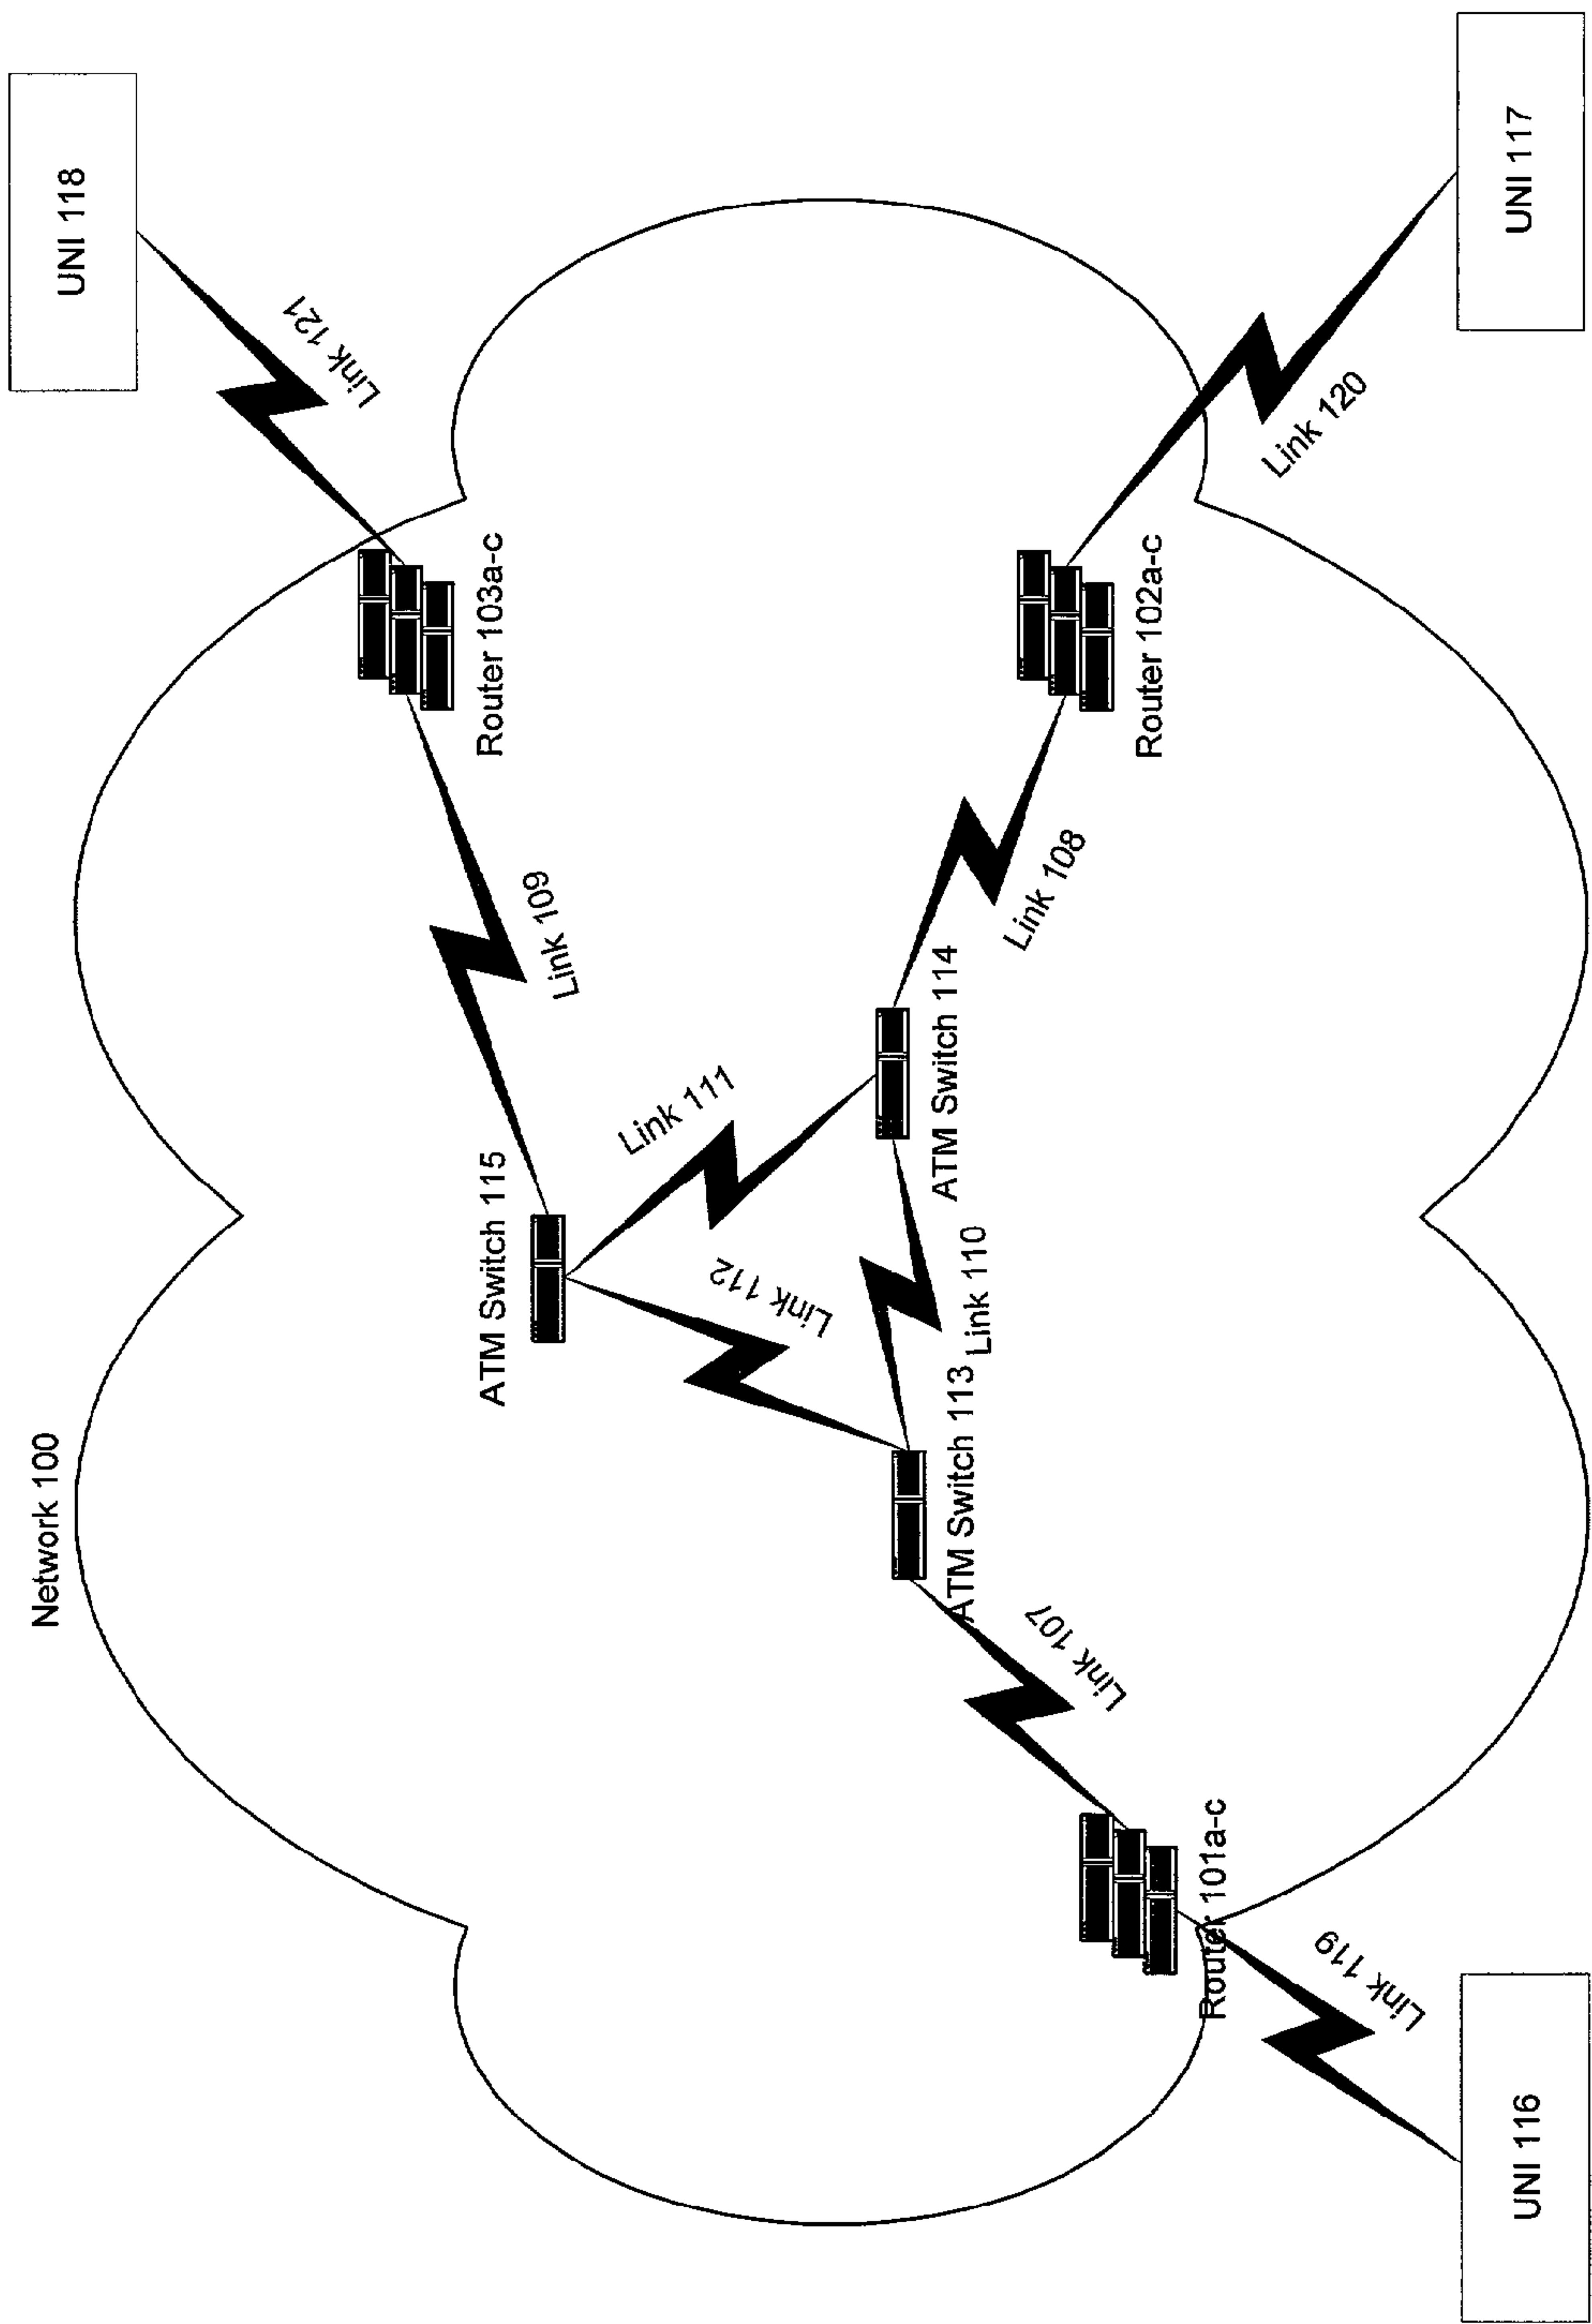 Network 100
UNI 118
Link 121
Router 103a-c
Link 109
ATM Switch 115
Link 111
Link 112
ATM Switch 114
Link 110
ATM Switch 113
Link 108
Router 102a-c
Link 107
Router 101a-c
Link 120
Link 119
UNI 116
UNI 117